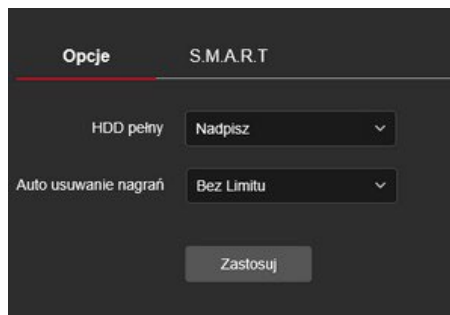 Opcje S.M.A.R.T
HDD pełny Nadpisz
Auto usuwanie nagrań Bez Limitu
Zastosuj